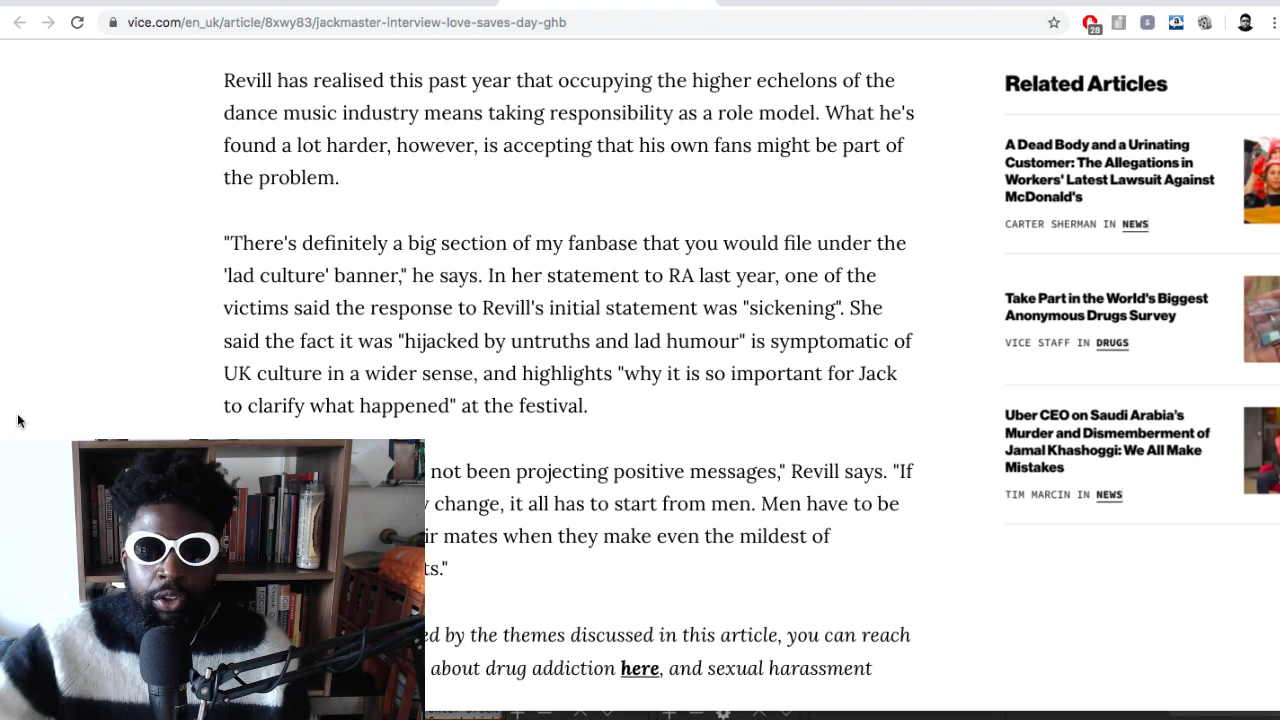 vice.com/en_uk/article/8xwy83/jackmaster-interview-love-saves-day-ghb
28
Revill has realised this past year that occupying the higher echelons of the
dance music industry means taking responsibility as a role model. What he's
found a lot harder, however, is accepting that his own fans might be part of
the problem.
"There's definitely a big section of my fanbase that you would file under the
'lad culture' banner," he says. In her statement to RA last year, one of the
victims said the response to Revill's initial statement was "sickening". She
said the fact it was "hijacked by untruths and lad humour" is symptomatic of
UK culture in a wider sense, and highlights "why it is so important for Jack
to clarify what happened" at the festival.
not been projecting positive messages," Revill says. "If
change, it all has to start from men. Men have to be
mates when they make even the mildest of
ts."
ed by the themes discussed in this article, you can reach
about drug addiction here, and sexual harassment
Related Articles
A Dead Body and a Urinating
Customer: The Allegations in
Workers' Latest Lawsuit Against
McDonald's
CARTER SHERMAN IN NEWS
Take Part in the World's Biggest
Anonymous Drugs Survey
VICE STAFF IN DRUGS
Uber CEO on Saudi Arabia's
Murder and Dismemberment of
Jamal Khashoggi: We All Make
Mistakes
TIM MARCIN IN NEWS